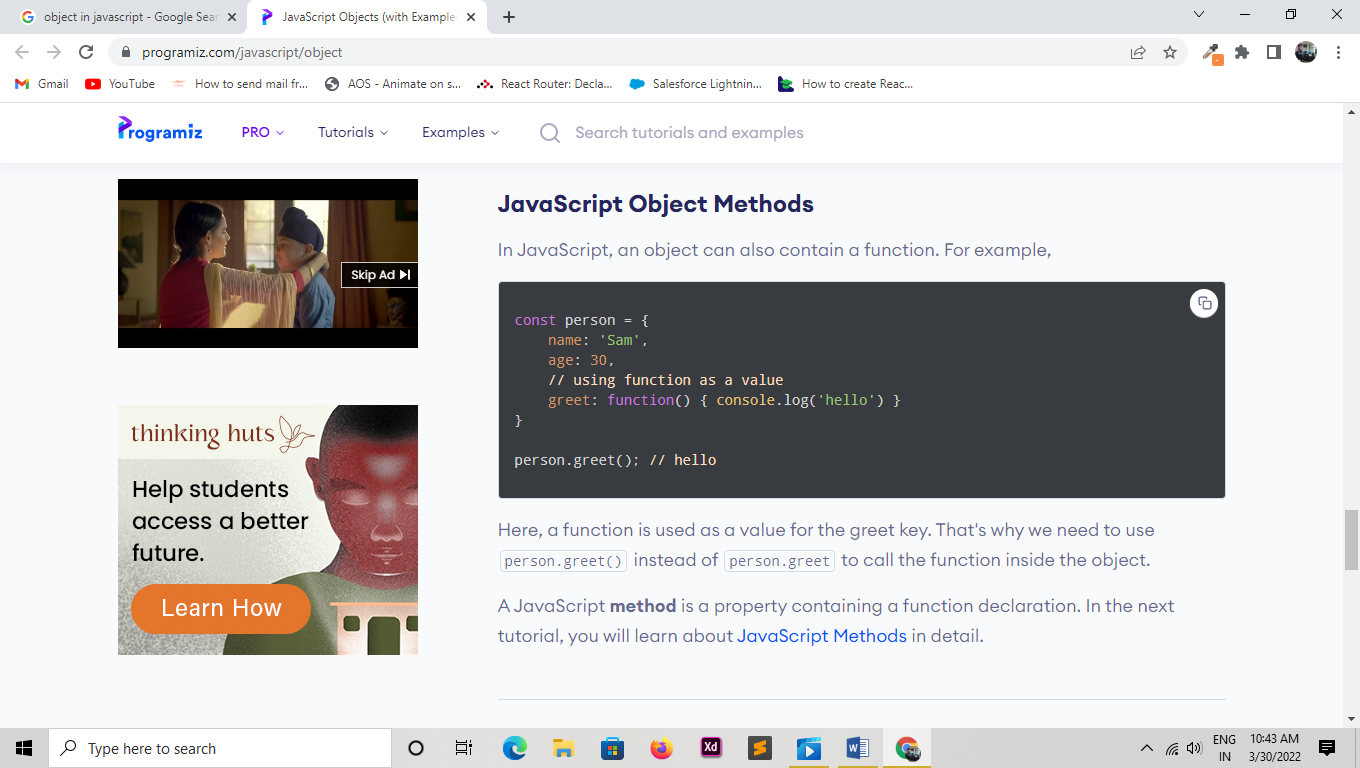 object in javascript - Google Sear
JavaScript Objects (with Example
programiz.com/javascript/object
Gmail
YouTube
How to send mail fr...
AOS - Animate on s...
React Router: Decla...
Salesforce Lightnin...
How to create Reac...
Programiz
PRO
Tutorials
Examples
Search tutorials and examples
Skip Ad
thinking huts
Help students
access a better
future.
Learn How
JavaScript Object Methods
In JavaScript, an object can also contain a function. For example,
const person = {
    name: 'Sam',
    age: 30,
    // using function as a value
    greet: function() { console.log('hello') }
}
person.greet(); // hello
Here, a function is used as a value for the greet key. That's why we need to use
person.greet() instead of person.greet to call the function inside the object.
A JavaScript method is a property containing a function declaration. In the next
tutorial, you will learn about JavaScript Methods in detail.
Type here to search
Xd
ENG
IN
10:43 AM
3/30/2022